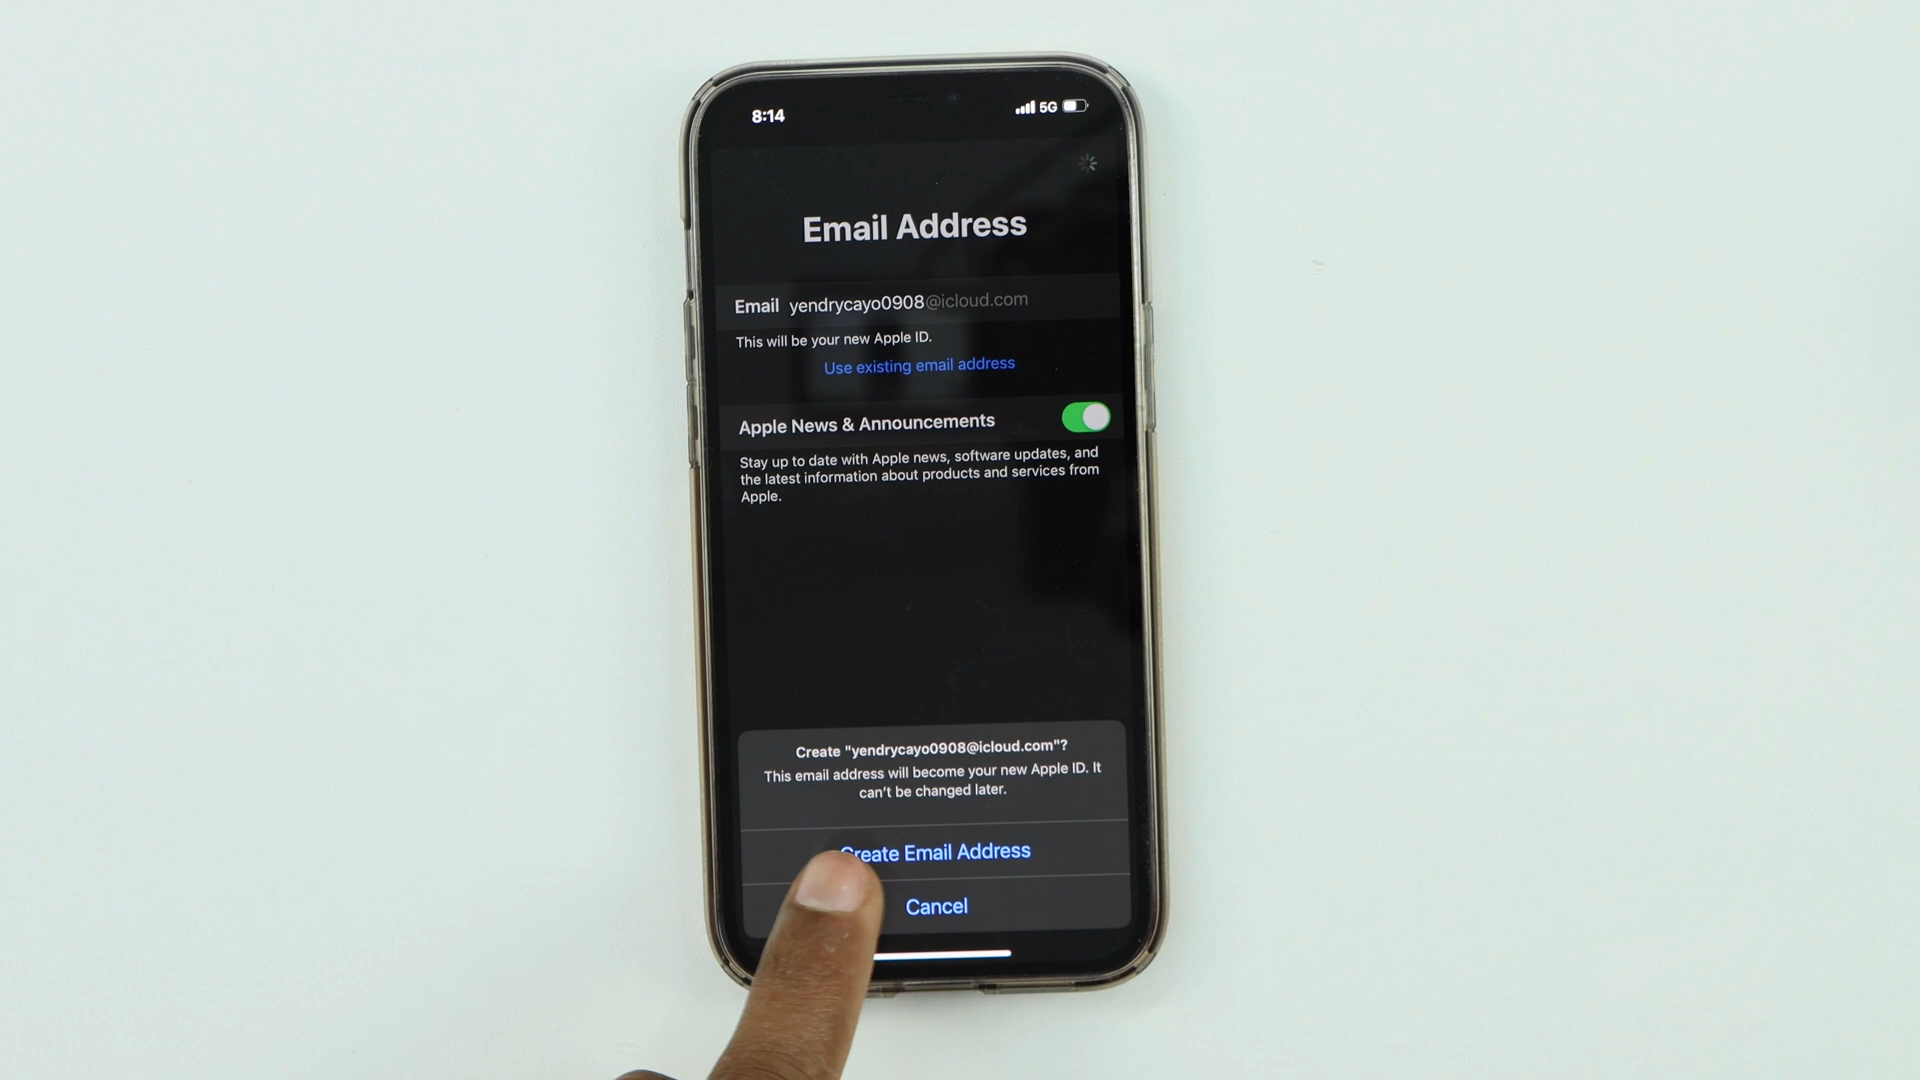 8:14
5G
Email Address
Email yendrycayo0908@icloud.com
This will be your new Apple ID.
Use existing email address
Apple News & Announcements
Stay up to date with Apple news, software updates, and
the latest information about products and services from
Apple.
Create "yendrycayo0908@icloud.com"?
This email address will become your new Apple ID. It
can't be changed later.
Create Email Address
Cancel